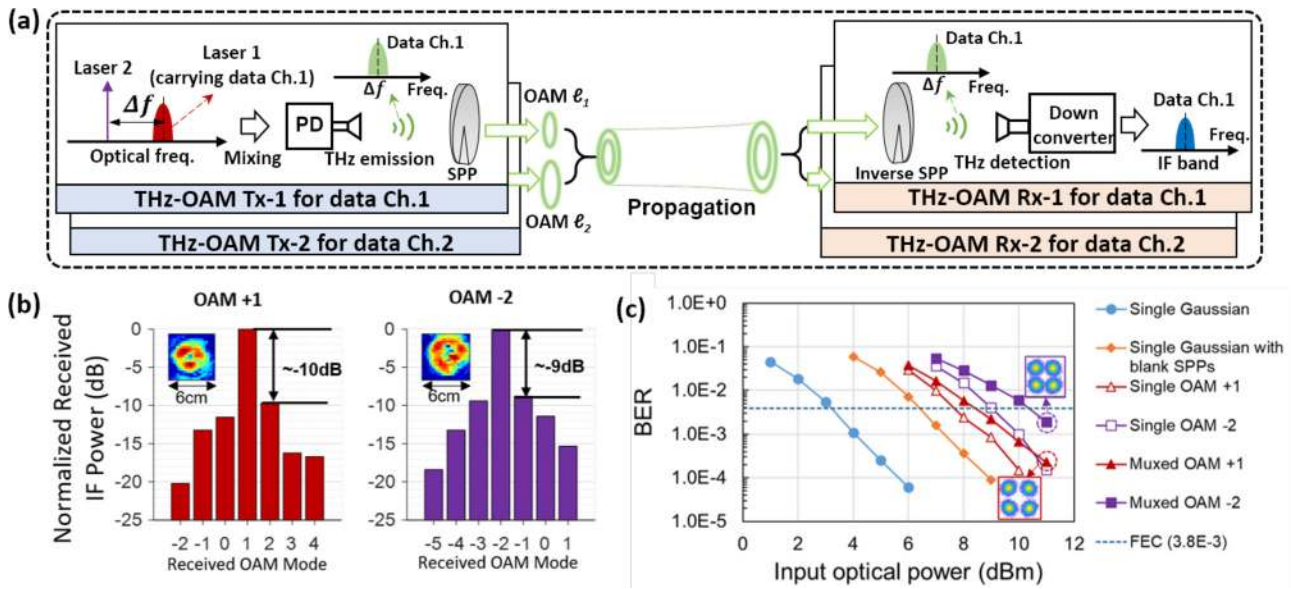 (a)
Laser 1
(carrying data Ch.1)
Laser 2
Δf
Optical freq.
Mixing
PD
THz emission
Data Ch.1
Δf
Freq.
SPP
OAM ℓ1
OAM ℓ2
THz-OAM Tx-1 for data Ch.1
THz-OAM Tx-2 for data Ch.2
Propagation
Data Ch.1
Δf
Freq.
Inverse SPP
THz detection
Down
converter
Data Ch.1
Freq.
IF band
THz-OAM Rx-1 for data Ch.1
THz-OAM Rx-2 for data Ch.2
(b)
Normalized Received
IF Power (dB)
OAM +1
0
-5
-10
-15
-20
-25
6cm
~-10dB
-2 -1 0 1 2 3 4
Received OAM Mode
OAM -2
0
-5
-10
-15
-20
-25
6cm
~-9dB
-5 -4 -3 -2 -1 0 1
Received OAM Mode
(c)
BER
1.0E+0
1.0E-1
1.0E-2
1.0E-3
1.0E-4
1.0E-5
0 2 4 6 8 10 12
Input optical power (dBm)
Single Gaussian
Single Gaussian with
blank SPPs
Single OAM +1
Single OAM -2
Muxed OAM +1
Muxed OAM -2
FEC (3.8E-3)